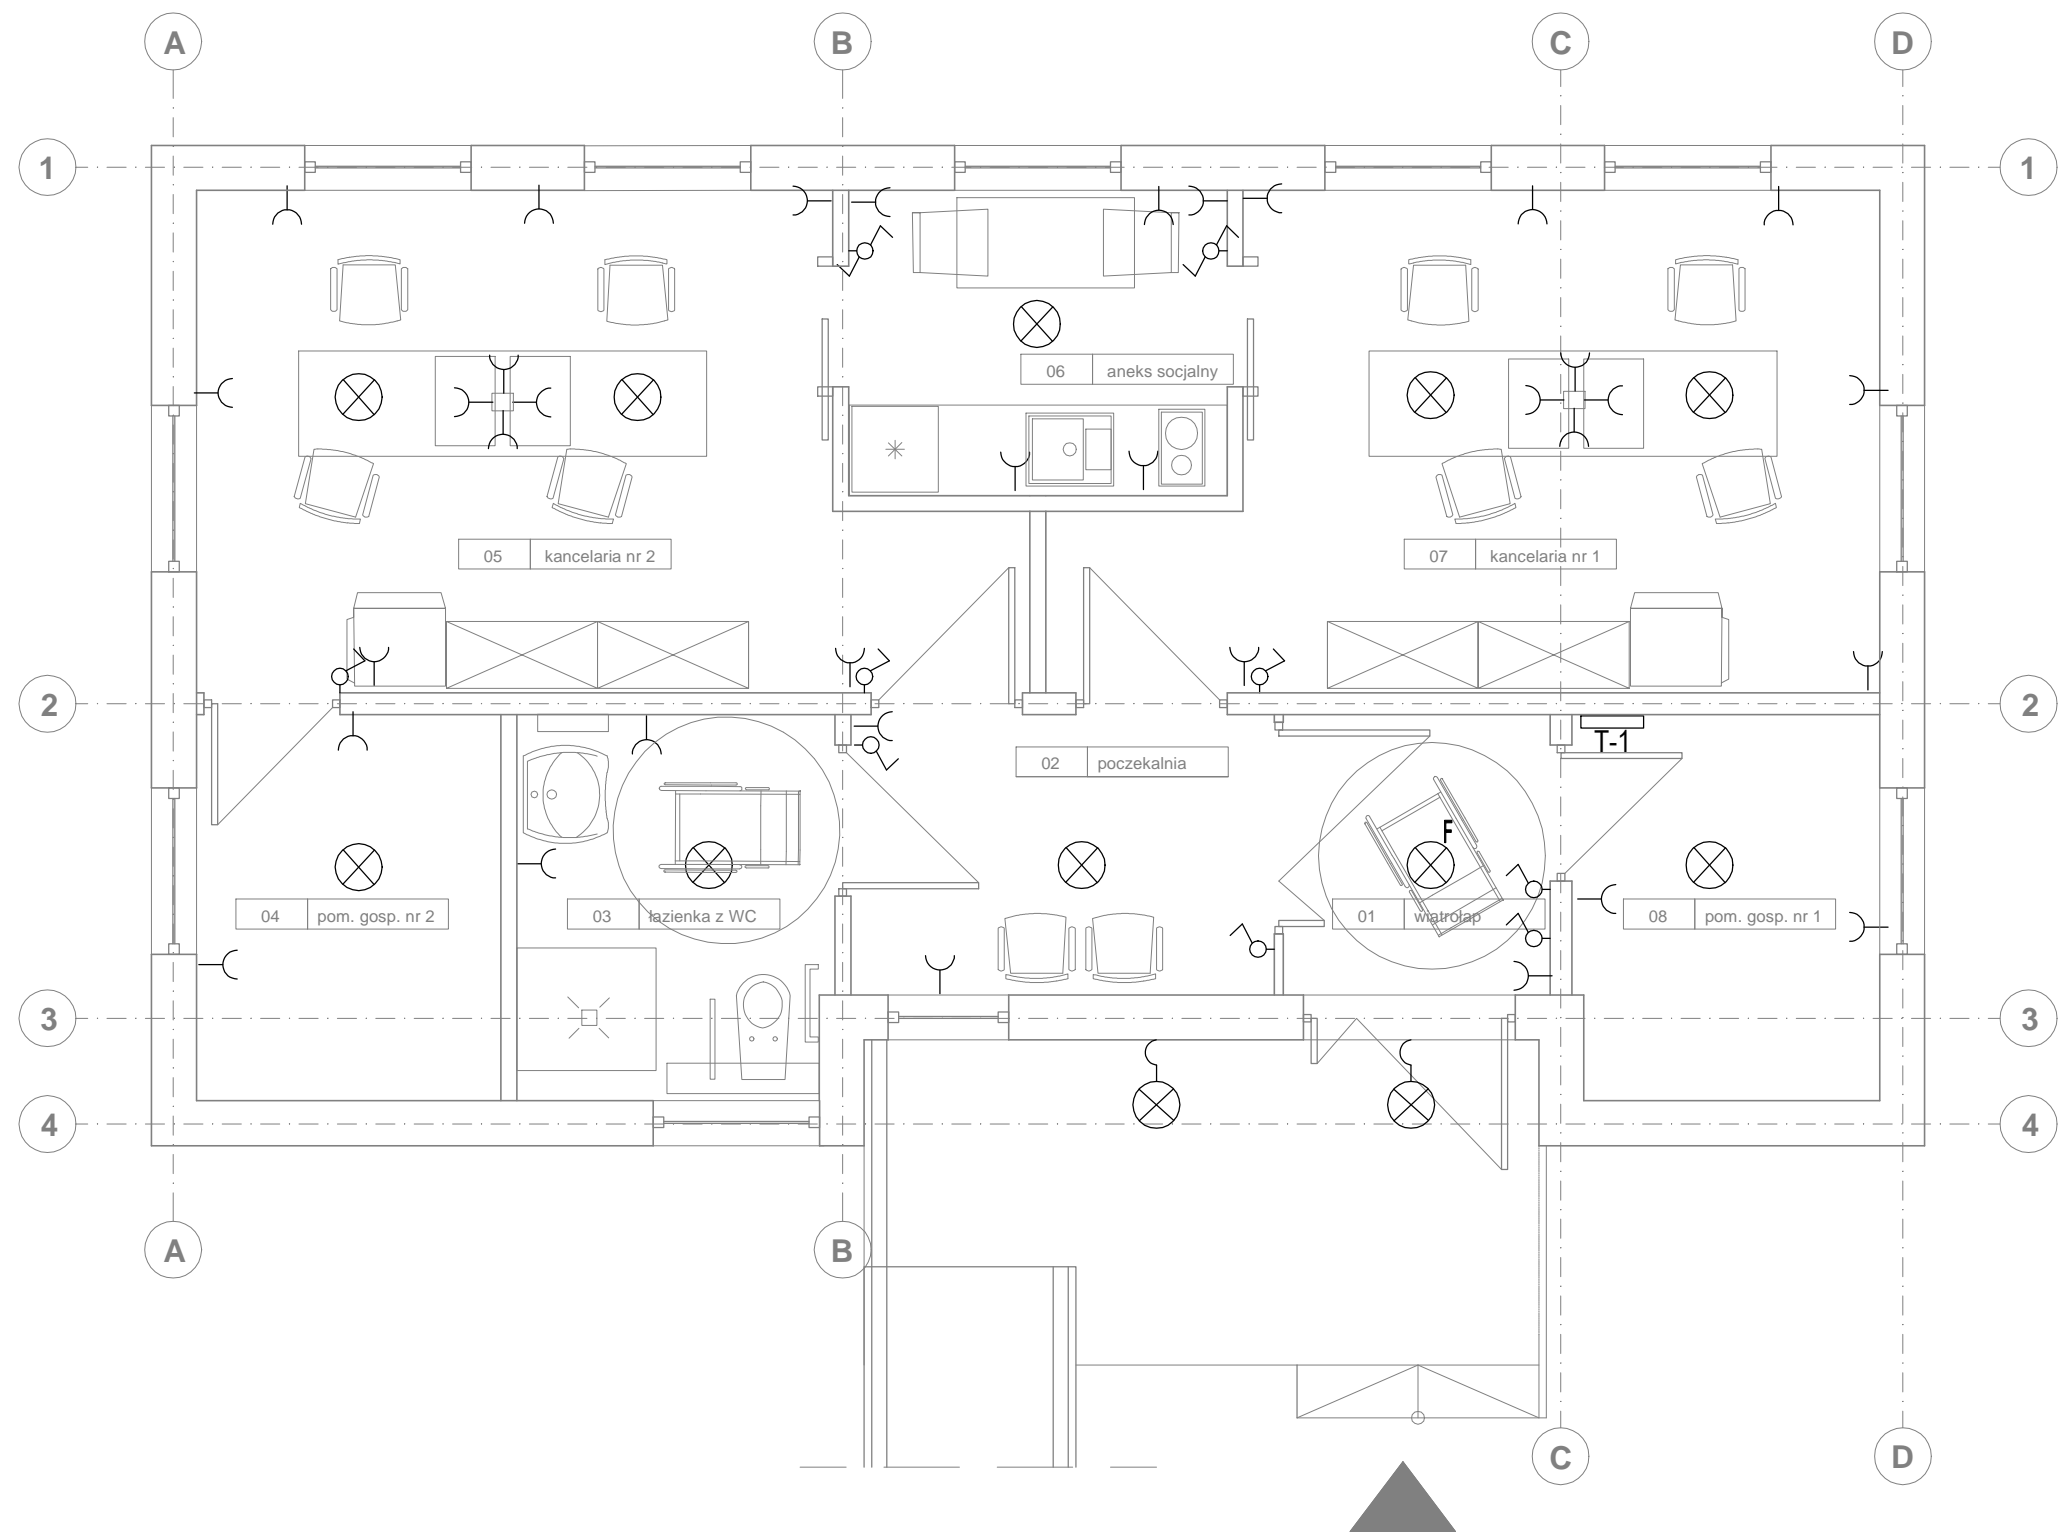 A B C D
1 1
06 aneks socjalny
05 kancelaria nr 2 07 kancelaria nr 1
2 2
T-1
02 poczekalnia
F
04 pom. gosp. nr 2 03 łazienka z WC 01 wiatrołap 08 pom. gosp. nr 1
3 3
4 4
A B
C D